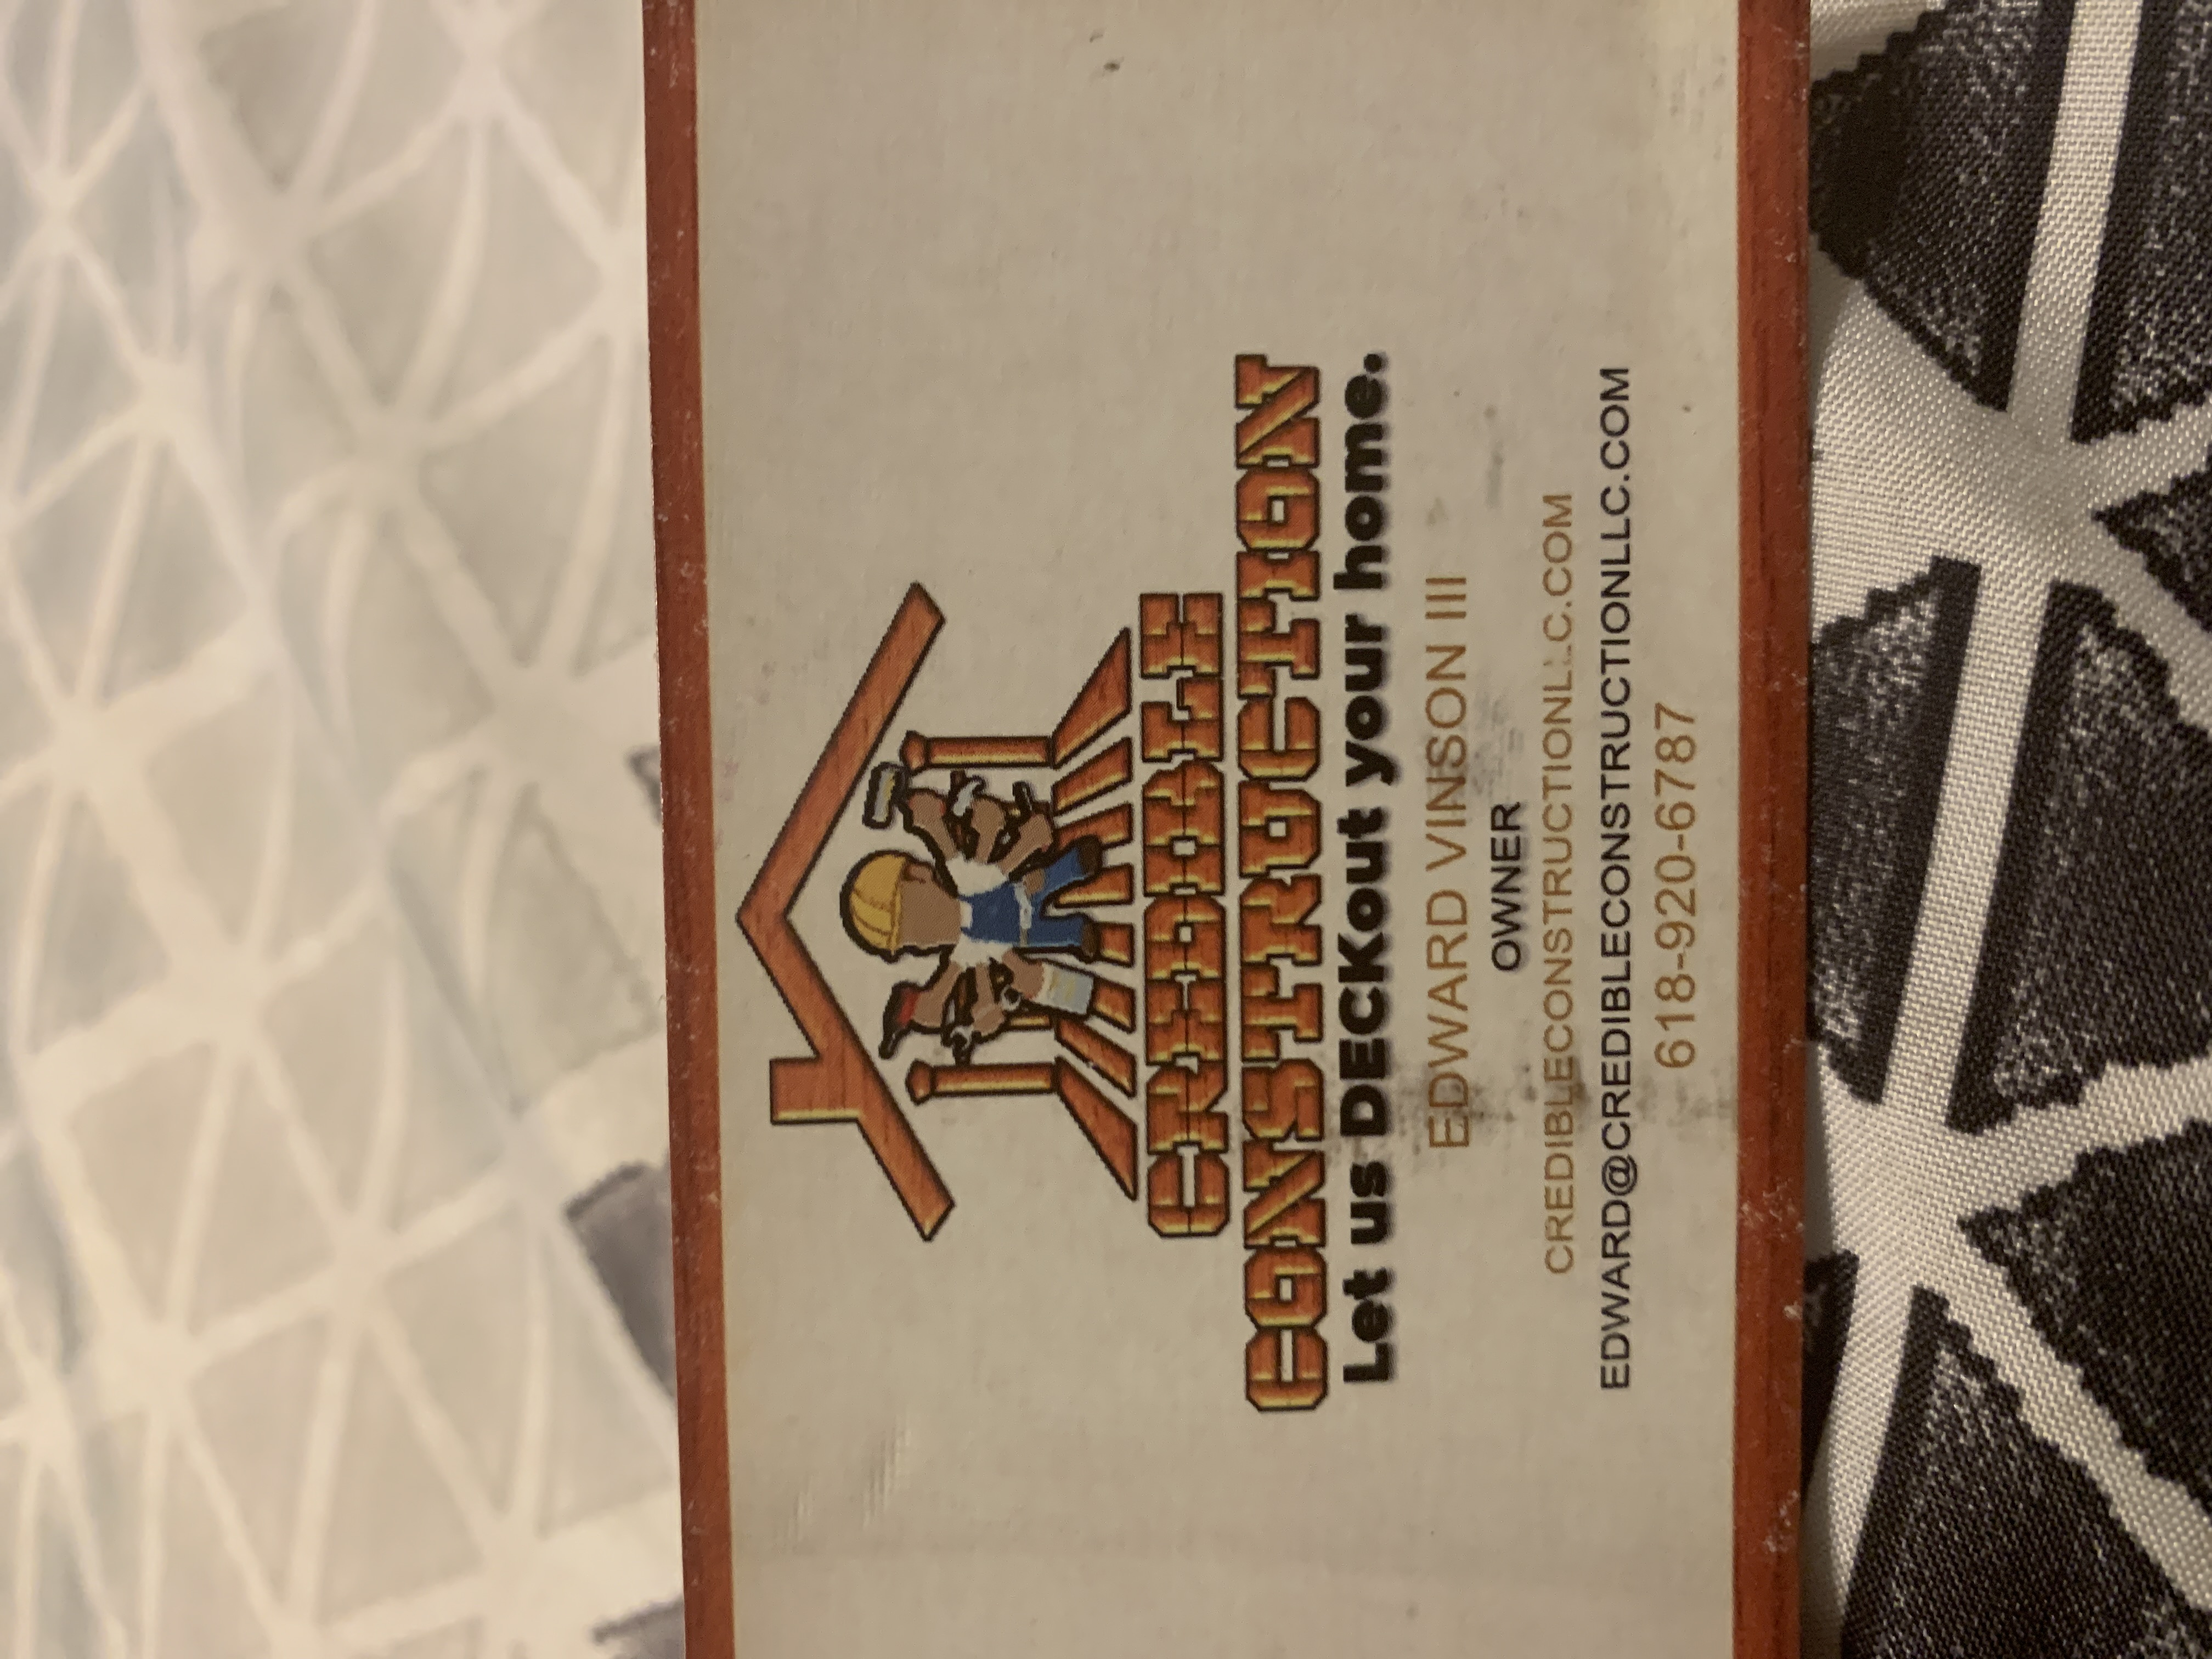 CREDIBLE
CONSTRUCTION
Let us DECKout your home.
EDWARD VINSON III
OWNER
CREDIBLECONSTRUCTIONLLC.COM
EDWARD@CREDIBLECONSTRUCTIONLLC.COM
618-920-6787